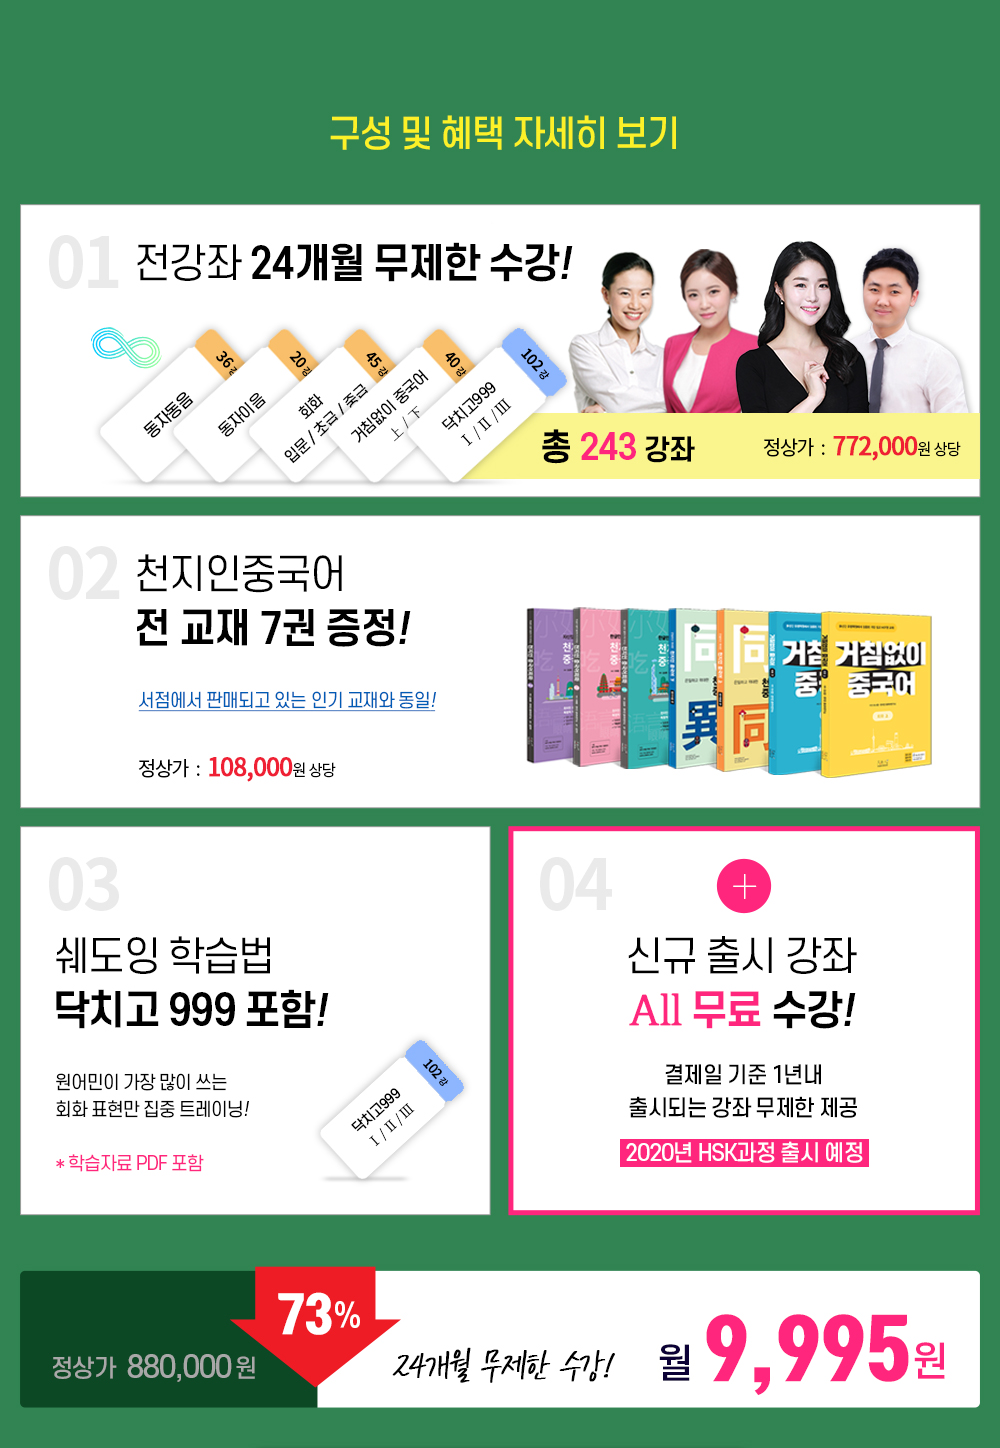 구성 및 혜택 자세히 보기
01
전강좌 24개월 무제한 수강!
36강
20강
45강
40강
102강
동자동음
동자이음
회화
입문 / 초급 / 중급
거침없이 중국어
上 / 下
닥치고999
Ⅰ / Ⅱ / Ⅲ
총 243 강좌
정상가 : 772,000원 상당
02
천지인중국어
전 교재 7권 증정!
서점에서 판매되고 있는 인기 교재와 동일!
정상가 : 108,000원 상당
거침없이
중국어
03
쉐도잉 학습법
닥치고 999 포함!
원어민이 가장 많이 쓰는
회화 표현만 집중 트레이닝!
* 학습자료 PDF 포함
102강
닥치고999
Ⅰ / Ⅱ / Ⅲ
04
신규 출시 강좌
All 무료 수강!
결제일 기준 1년내
출시되는 강좌 무제한 제공
2020년 HSK과정 출시 예정
정상가 880,000원
73%
24개월 무제한 수강!
월 9,995원